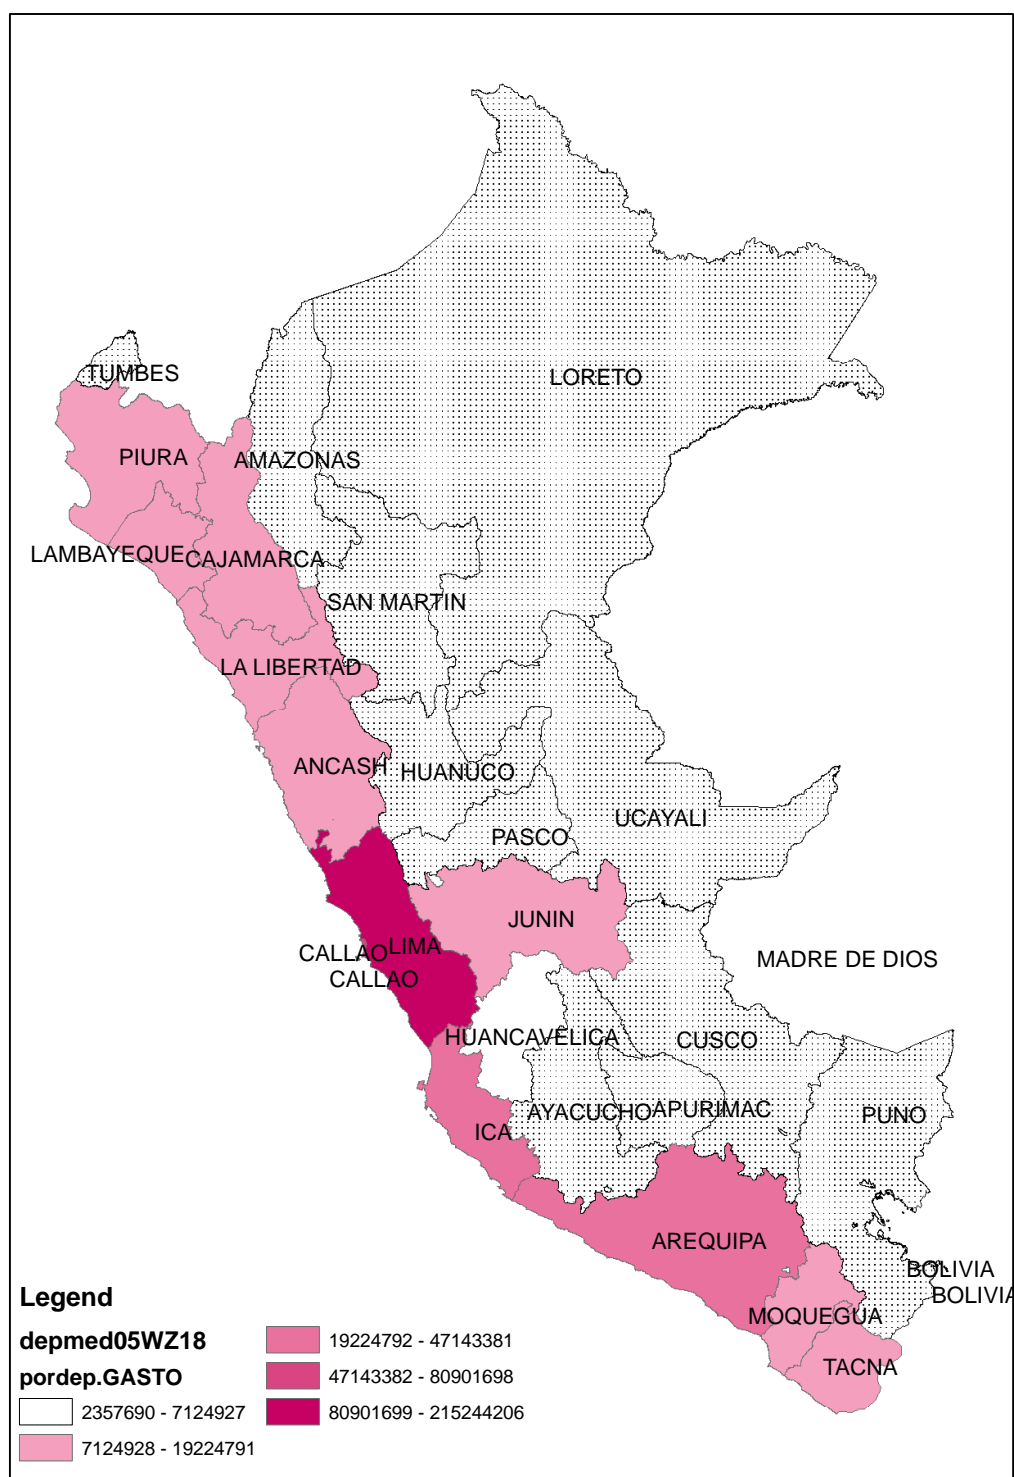 LORETO
TUMBES
PIURA
AMAZONAS
LAMBAYEQUE
CAJAMARCA
SAN MARTIN
LA LIBERTAD
ANCASH
HUANUCO
UCAYALI
PASCO
JUNIN
LIMA
CALLAO
MADRE DE DIOS
CALLAO
HUANCAVELICA
CUSCO
AYACUCHO
APURIMAC
PUNO
ICA
AREQUIPA
BOLIVIA
BOLIVIA
MOQUEGUA
TACNA
Legend
depmed05WZ18
pordep.GASTO
2357690 - 7124927
7124928 - 19224791
19224792 - 47143381
47143382 - 80901698
80901699 - 215244206